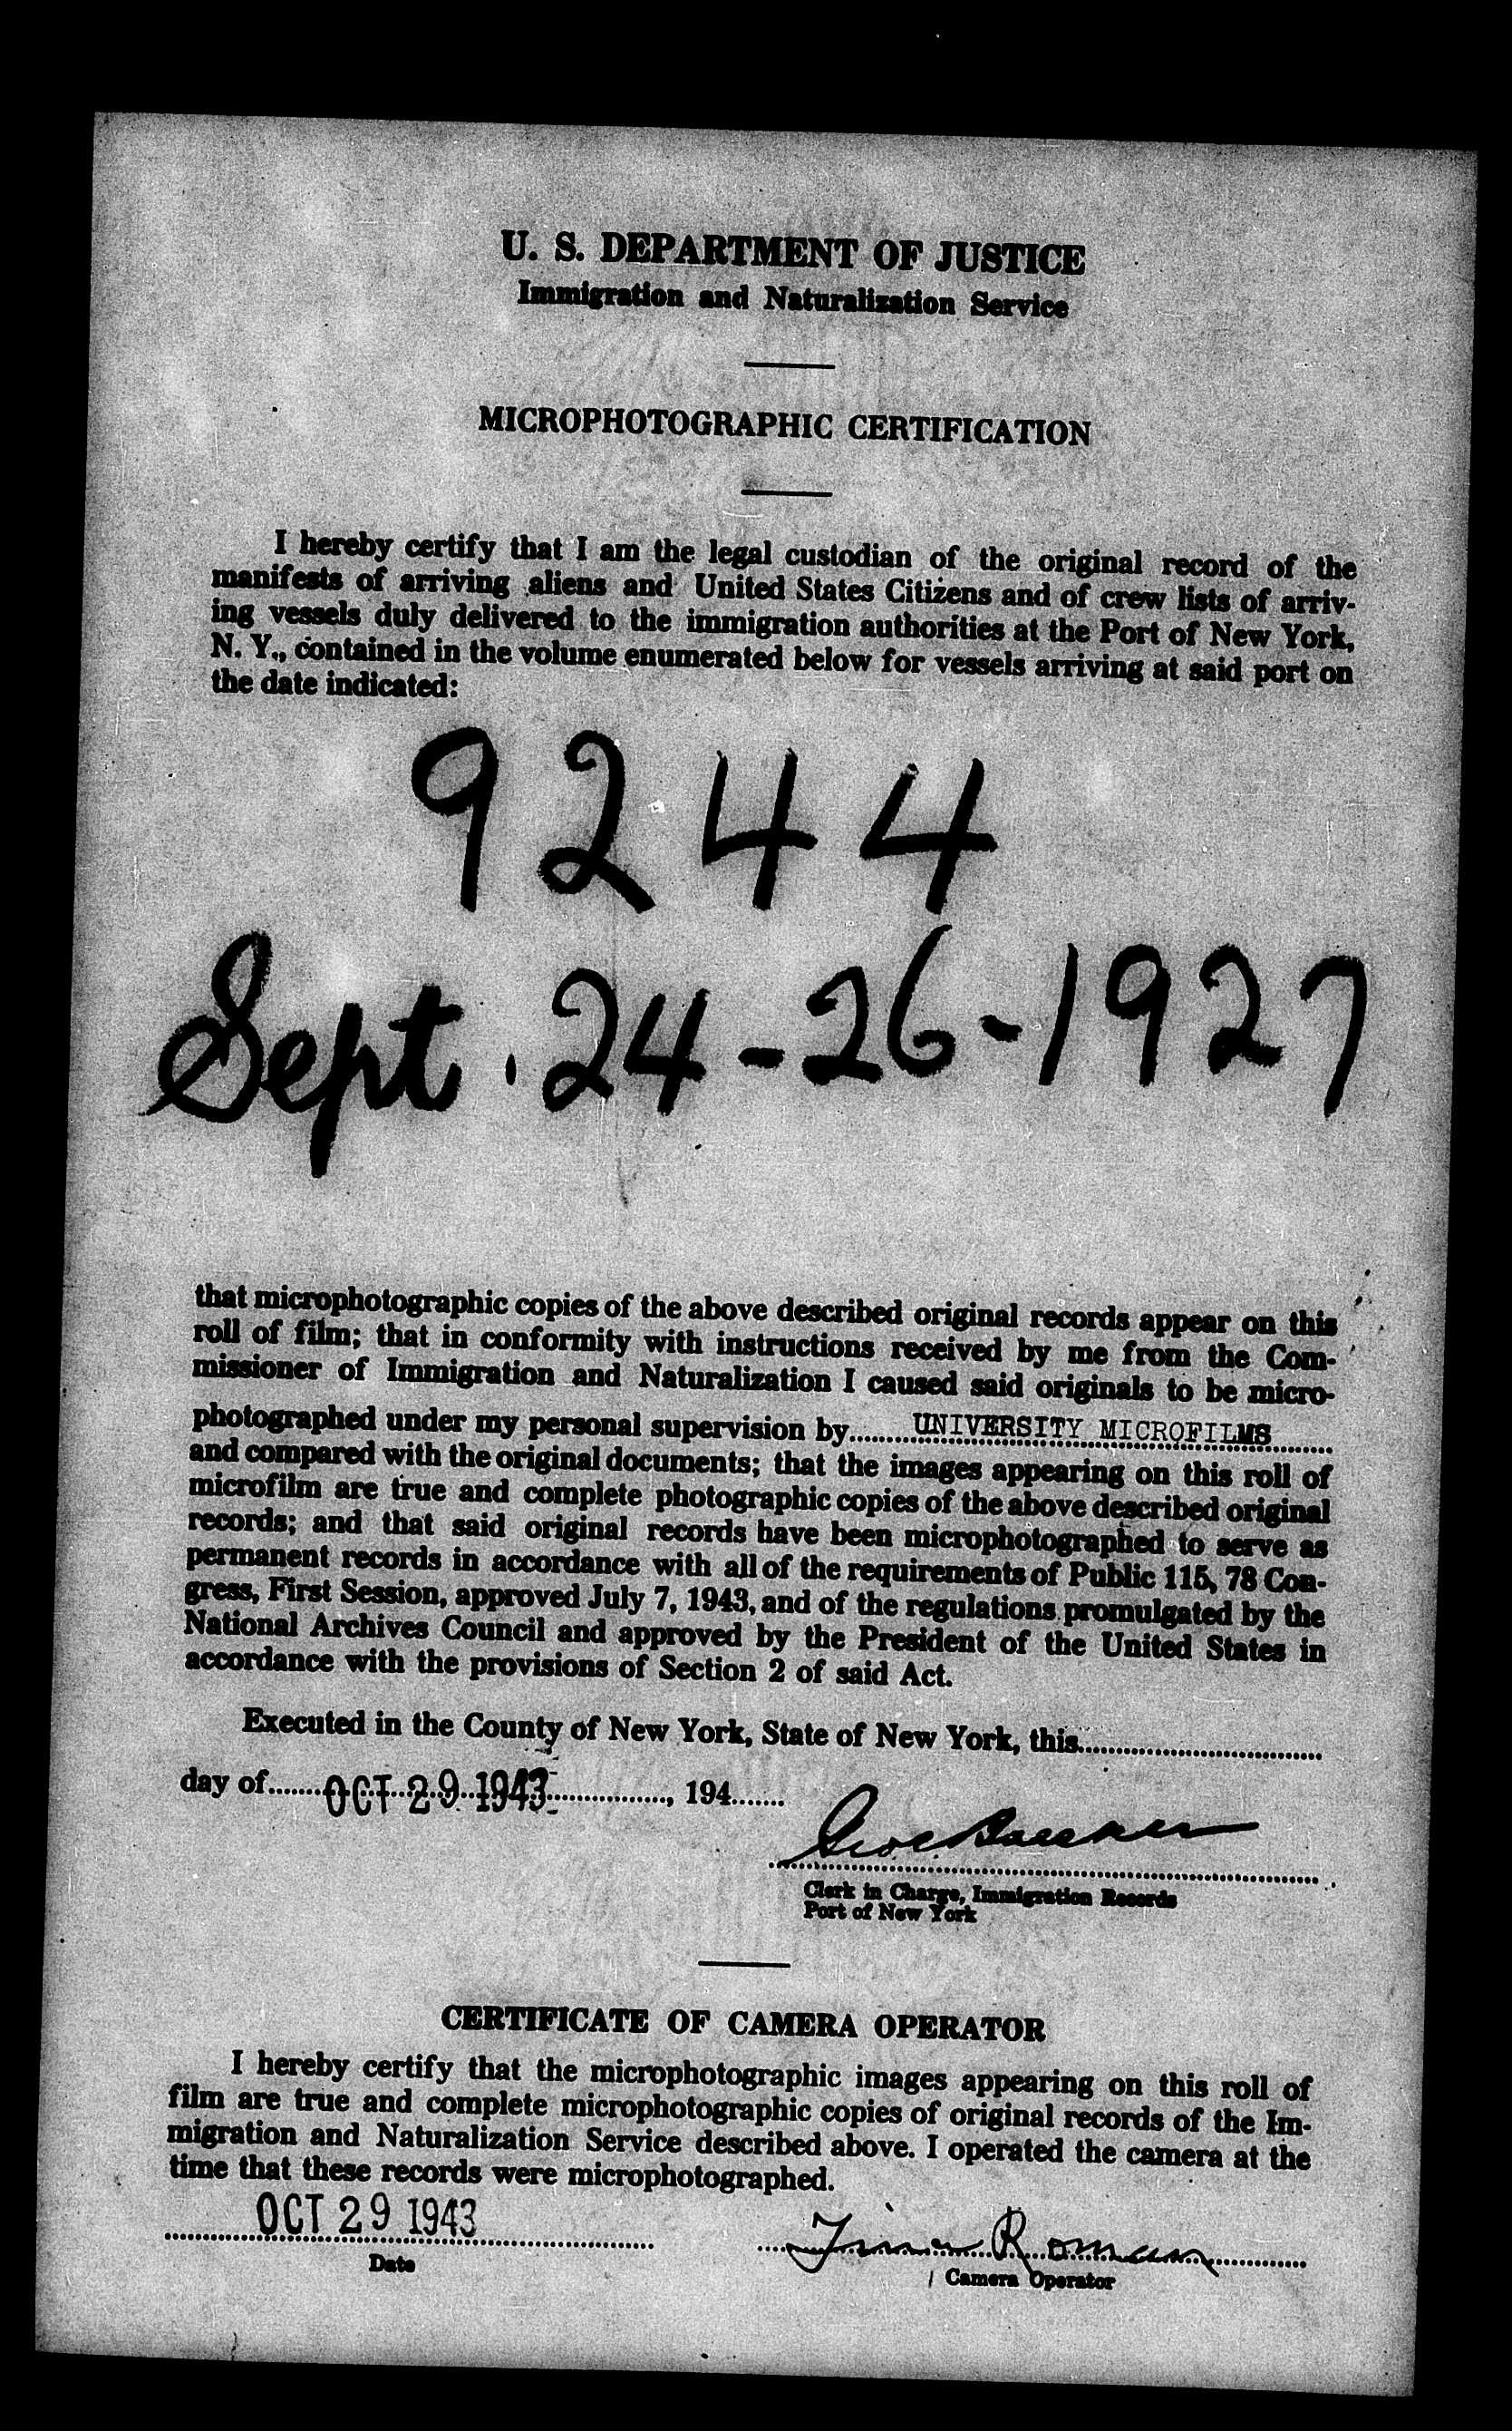 U. S. DEPARTMENT OF JUSTICE
Immigration and Naturalization Service
MICROPHOTOGRAPHIC CERTIFICATION
I hereby certify that I am the legal custodian of the original record of the
manifests of arriving aliens and United States Citizens and of crew lists of arriv-
ing vessels duly delivered to the immigration authorities at the Port of New York,
N. Y., contained in the volume enumerated below for vessels arriving at said port on
the date indicated:
9244
Sept. 24-26-1927
that microphotographic copies of the above described original records appear on this
roll of film; that in conformity with instructions received by me from the Com-
missioner of Immigration and Naturalization I caused said originals to be micro-
photographed under my personal supervision by UNIVERSITY MICROFILMS
and compared with the original documents; that the images appearing on this roll of
microfilm are true and complete photographic copies of the above described original
records; and that said original records have been microphotographed to serve as
permanent records in accordance with all of the requirements of Public 115, 78 Con-
gress, First Session, approved July 7, 1943, and of the regulations promulgated by the
National Archives Council and approved by the President of the United States in
accordance with the provisions of Section 2 of said Act.
Executed in the County of New York, State of New York, this
day of OCT 29 1943, 194
Clerk in Charge, Immigration Records
Port of New York
CERTIFICATE OF CAMERA OPERATOR
I hereby certify that the microphotographic images appearing on this roll of
film are true and complete microphotographic copies of original records of the Im-
migration and Naturalization Service described above. I operated the camera at the
time that these records were microphotographed.
OCT 29 1943
Roman
Date
Camera Operator